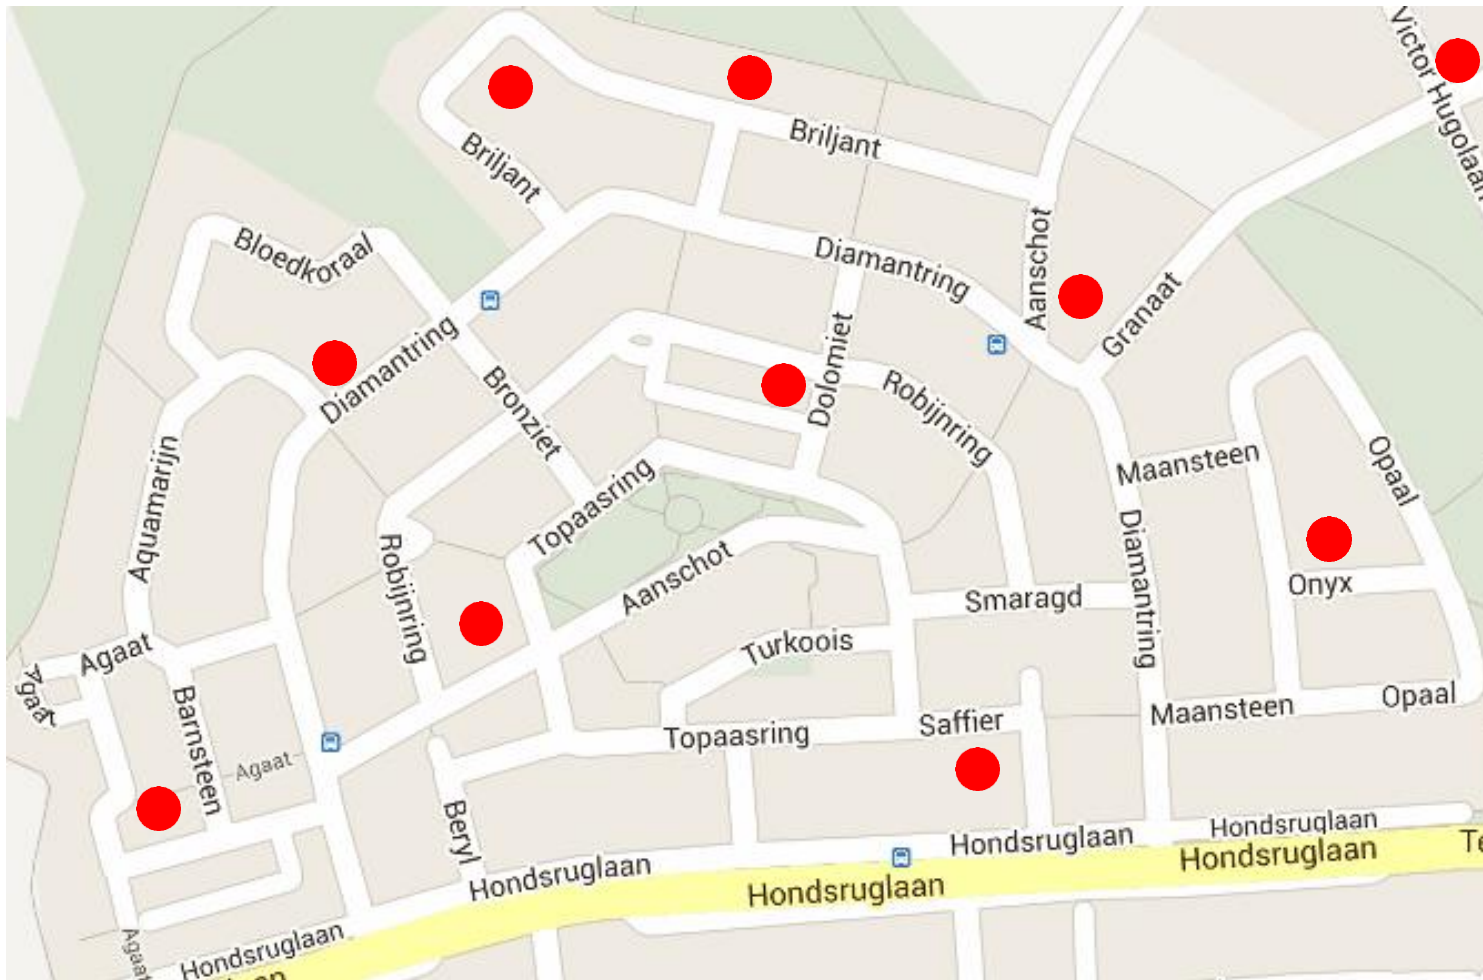 Victor Hugolaan
Briljant
Briljant
Aanschot
Bloedkoraal
Diamantring
Granaat
Diamantring
Dolomiet
Bronziet
Robijnring
Maansteen
Opaal
Aquamarijn
Topaasring
Robijnring
Aanschot
Diamantring
Onyx
Smaragd
Agaat
Agaat
Turkoois
Barnsteen
Maansteen
Opaal
Saffier
Topaasring
Agaat
Beryl
Hondsruglaan
Hondsruglaan
Hondsruglaan
Hondsruglaan
Hondsruglaan
Agaat
Hondsruglaan